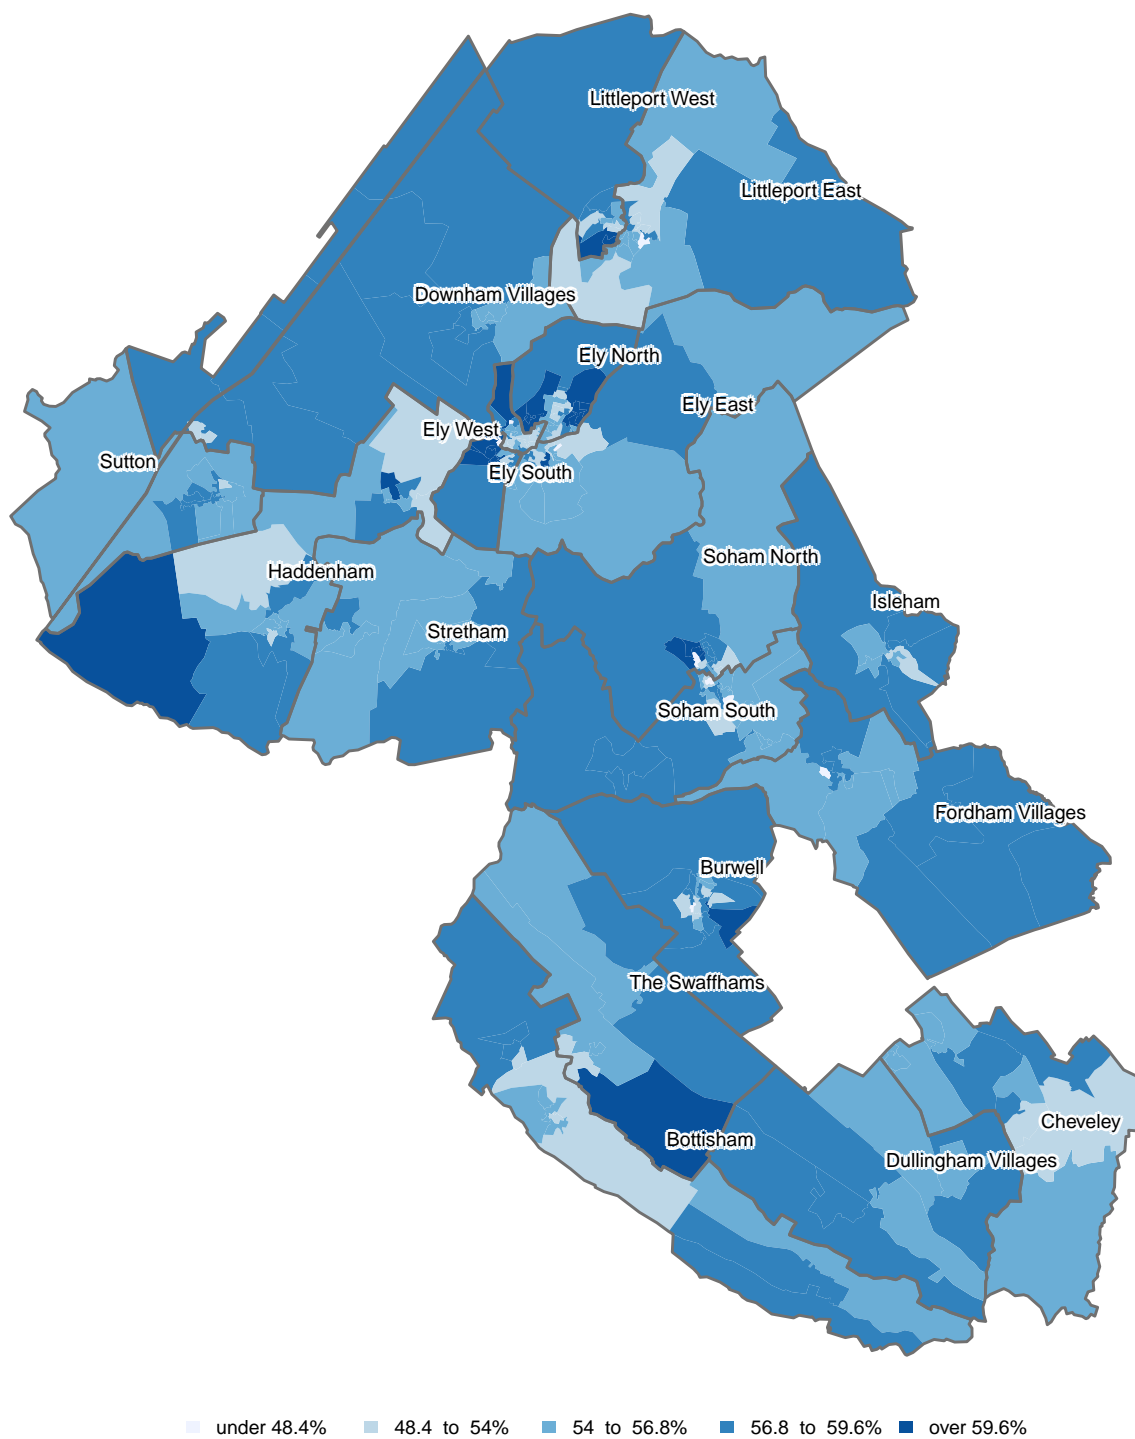 Littleport West
Littleport East
Downham Villages
Ely North
Ely East
Ely West
Sutton
Ely South
Soham North
Haddenham
Isleham
Stretham
Soham South
Fordham Villages
Burwell
The Swaffhams
Cheveley
Bottisham
Dullingham Villages
under 48.4% 48.4 to 54% 54 to 56.8% 56.8 to 59.6% over 59.6%